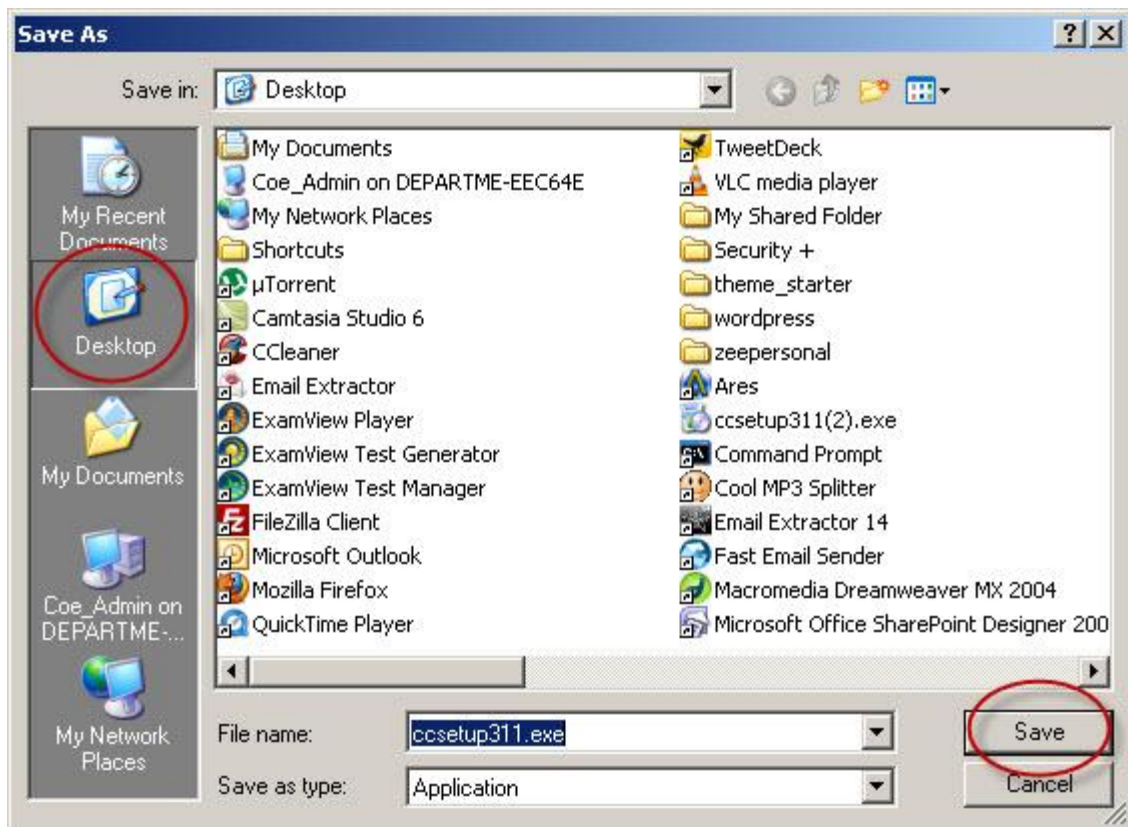 Save As
Save in: Desktop
My Recent
Documents
Desktop
My Documents
Coe_Admin on
DEPARTME-...
My Network
Places
My Documents
Coe_Admin on DEPARTME-EEC64E
My Network Places
Shortcuts
µTorrent
Camtasia Studio 6
CCleaner
Email Extractor
ExamView Player
ExamView Test Generator
ExamView Test Manager
FileZilla Client
Microsoft Outlook
Mozilla Firefox
QuickTime Player
TweetDeck
VLC media player
My Shared Folder
Security +
theme_starter
wordpress
zeepersonal
Ares
ccsetup311(2).exe
Command Prompt
Cool MP3 Splitter
Email Extractor 14
Fast Email Sender
Macromedia Dreamweaver MX 2004
Microsoft Office SharePoint Designer 200
File name: ccsetup311.exe
Save
Save as type: Application
Cancel